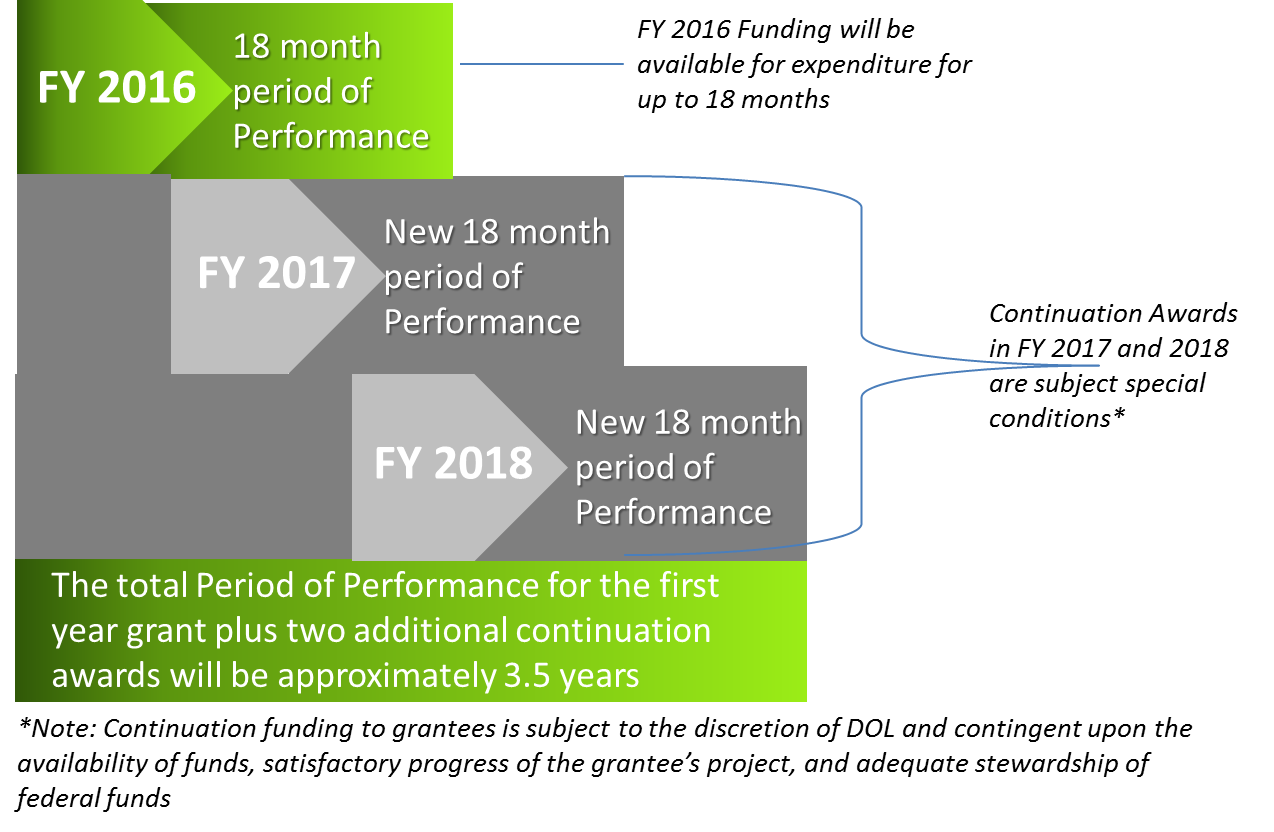 FY 2016
18 month
period of
Performance
FY 2016 Funding will be
available for expenditure for
up to 18 months
FY 2017
New 18 month
period of
Performance
Continuation Awards
in FY 2017 and 2018
are subject special
conditions*
FY 2018
New 18 month
period of
Performance
The total Period of Performance for the first
year grant plus two additional continuation
awards will be approximately 3.5 years
*Note: Continuation funding to grantees is subject to the discretion of DOL and contingent upon the
availability of funds, satisfactory progress of the grantee’s project, and adequate stewardship of
federal funds